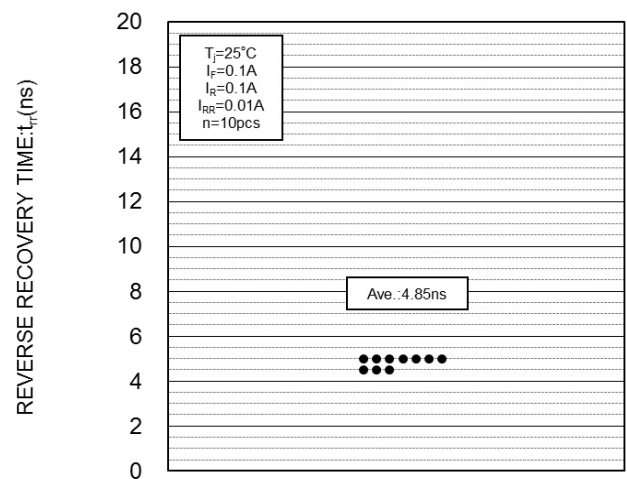 REVERSE RECOVERY TIME:trr(ns)
20
18
16
14
12
10
8
6
4
2
0
Tj=25°C
IF=0.1A
IR=0.1A
IRR=0.01A
n=10pcs
Ave.:4.85ns